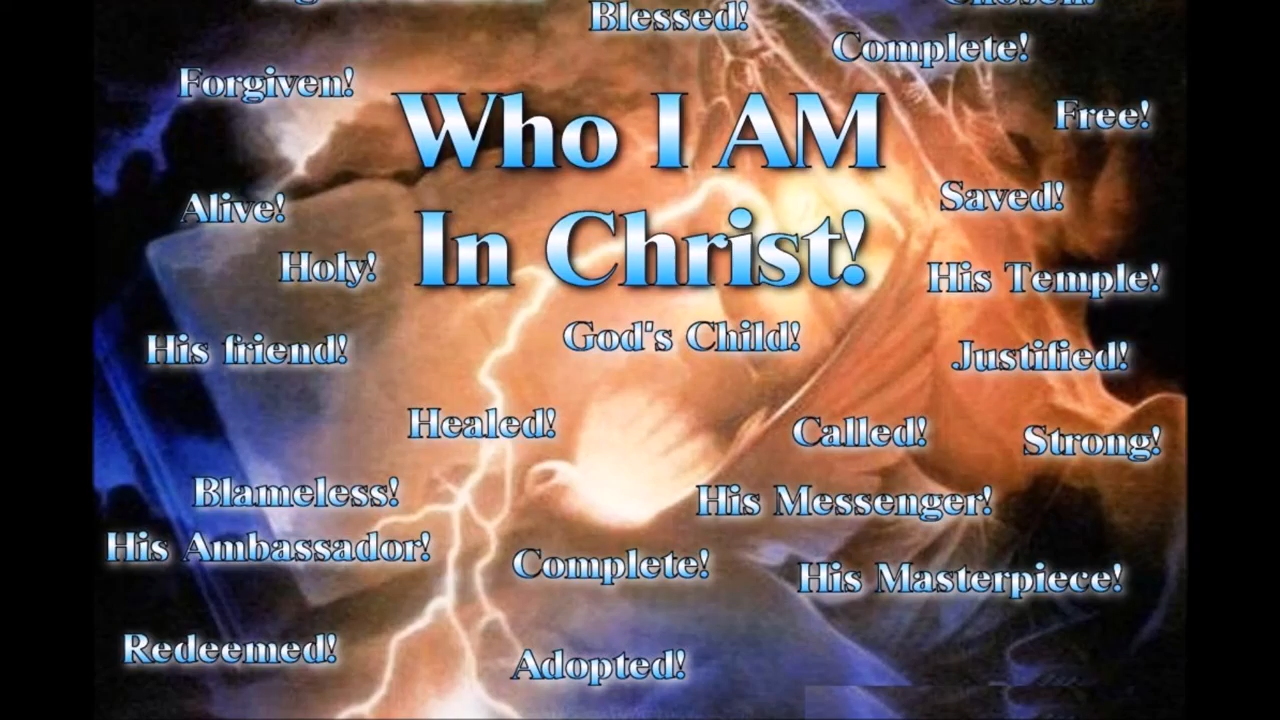 Blessed!
Complete!
Forgiven!
Who I AM
In Christ!
Free!
Alive!
Saved!
Holy!
His Temple!
God's Child!
His friend!
Justified!
Healed!
Called!
Strong!
Blameless!
His Messenger!
His Ambassador!
Complete!
His Masterpiece!
Redeemed!
Adopted!